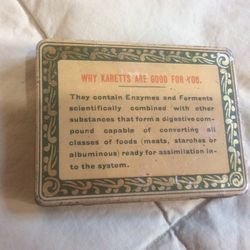 WHY KARETTS ARE GOOD FOR YOU.
They contain Enzymes and Ferments
scientifically combined with other
substances that form a digestive com-
pound capable of converting all
classes of foods (meats, starches or
albuminous) ready for assimilation in-
to the system.